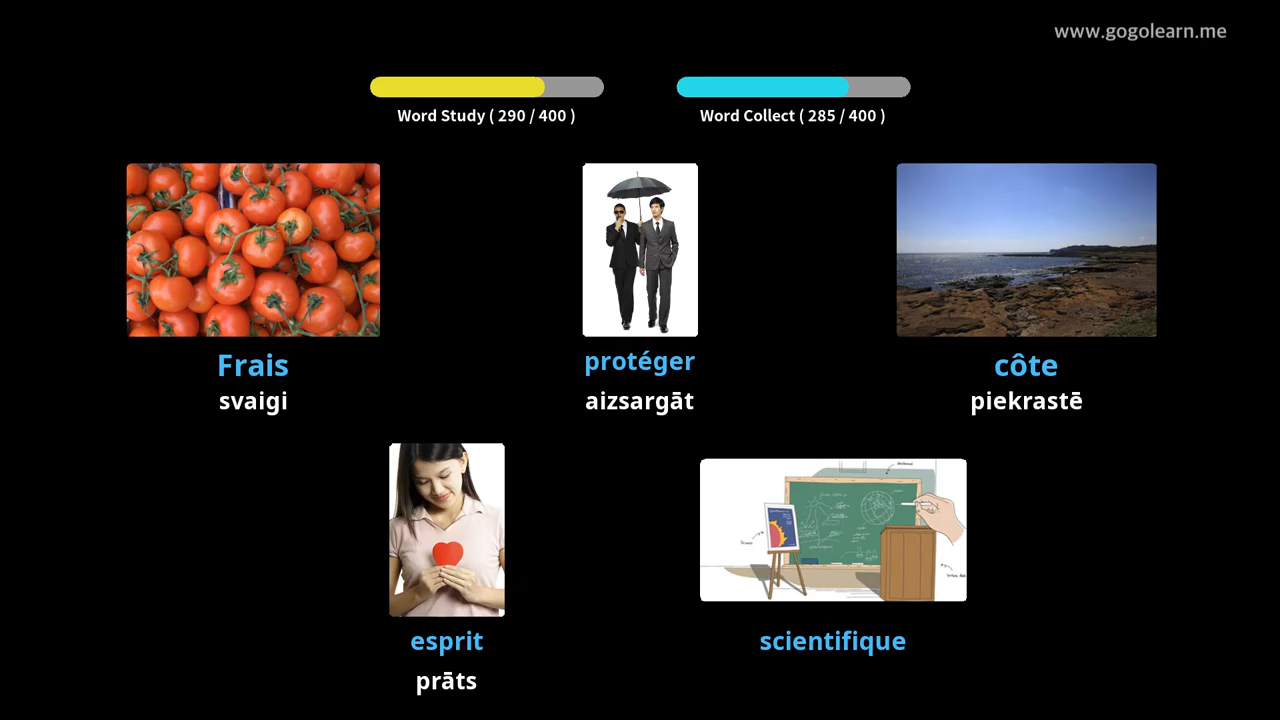 www.gogolearn.me
Word Study ( 290 / 400 )
Word Collect ( 285 / 400 )
Frais
svaigi
protéger
aizsargāt
côte
piekrastē
esprit
prāts
scientifique